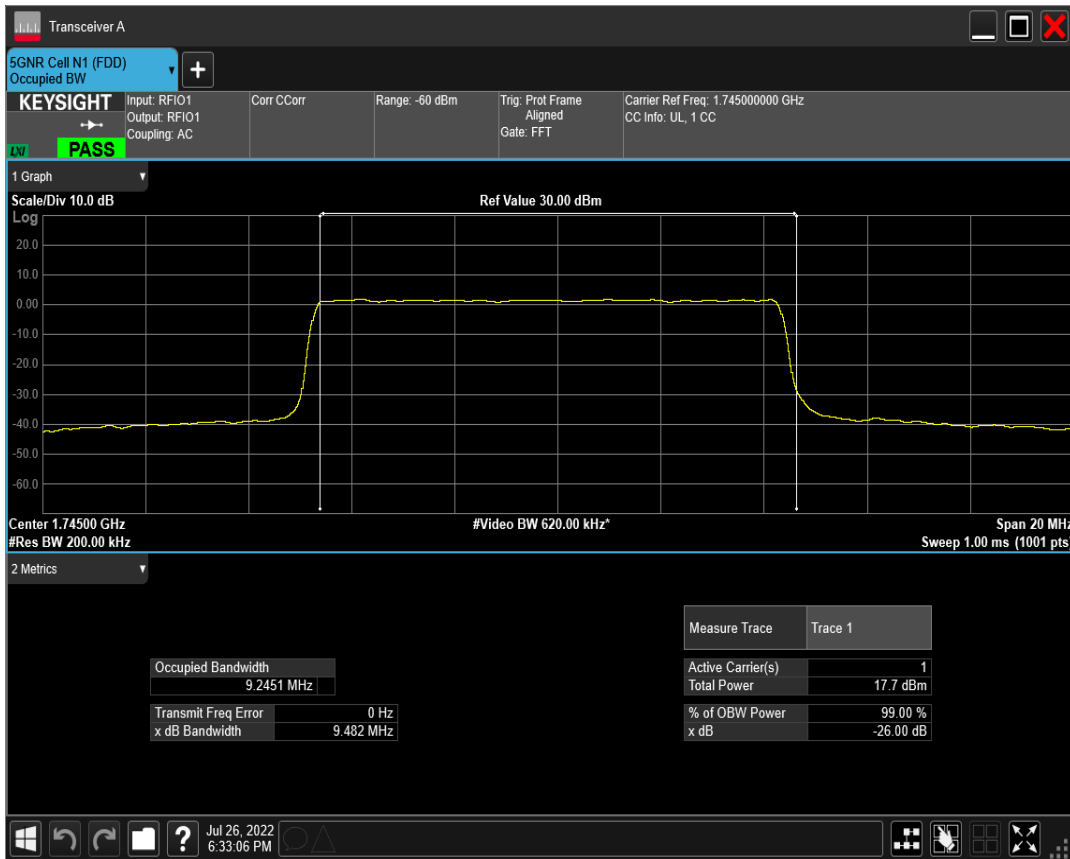 Transceiver A
5GNR Cell N1 (FDD)
Occupied BW
+
KEYSIGHT
LXI
PASS
Input: RFIO1
Output: RFIO1
Coupling: AC
Corr CCorr
Range: -60 dBm
Trig: Prot Frame
Aligned
Gate: FFT
Carrier Ref Freq: 1.745000000 GHz
CC Info: UL, 1 CC
1 Graph
Scale/Div 10.0 dB
Ref Value 30.00 dBm
Log
20.0
10.0
0.00
-10.0
-20.0
-30.0
-40.0
-50.0
-60.0
Center 1.74500 GHz
#Video BW 620.00 kHz*
Span 20 MHz
#Res BW 200.00 kHz
Sweep 1.00 ms (1001 pts)
2 Metrics
Measure Trace Trace 1
Occupied Bandwidth
9.2451 MHz
Active Carrier(s) 1
Total Power 17.7 dBm
Transmit Freq Error 0 Hz
x dB Bandwidth 9.482 MHz
% of OBW Power 99.00 %
x dB -26.00 dB
?
Jul 26, 2022
6:33:06 PM